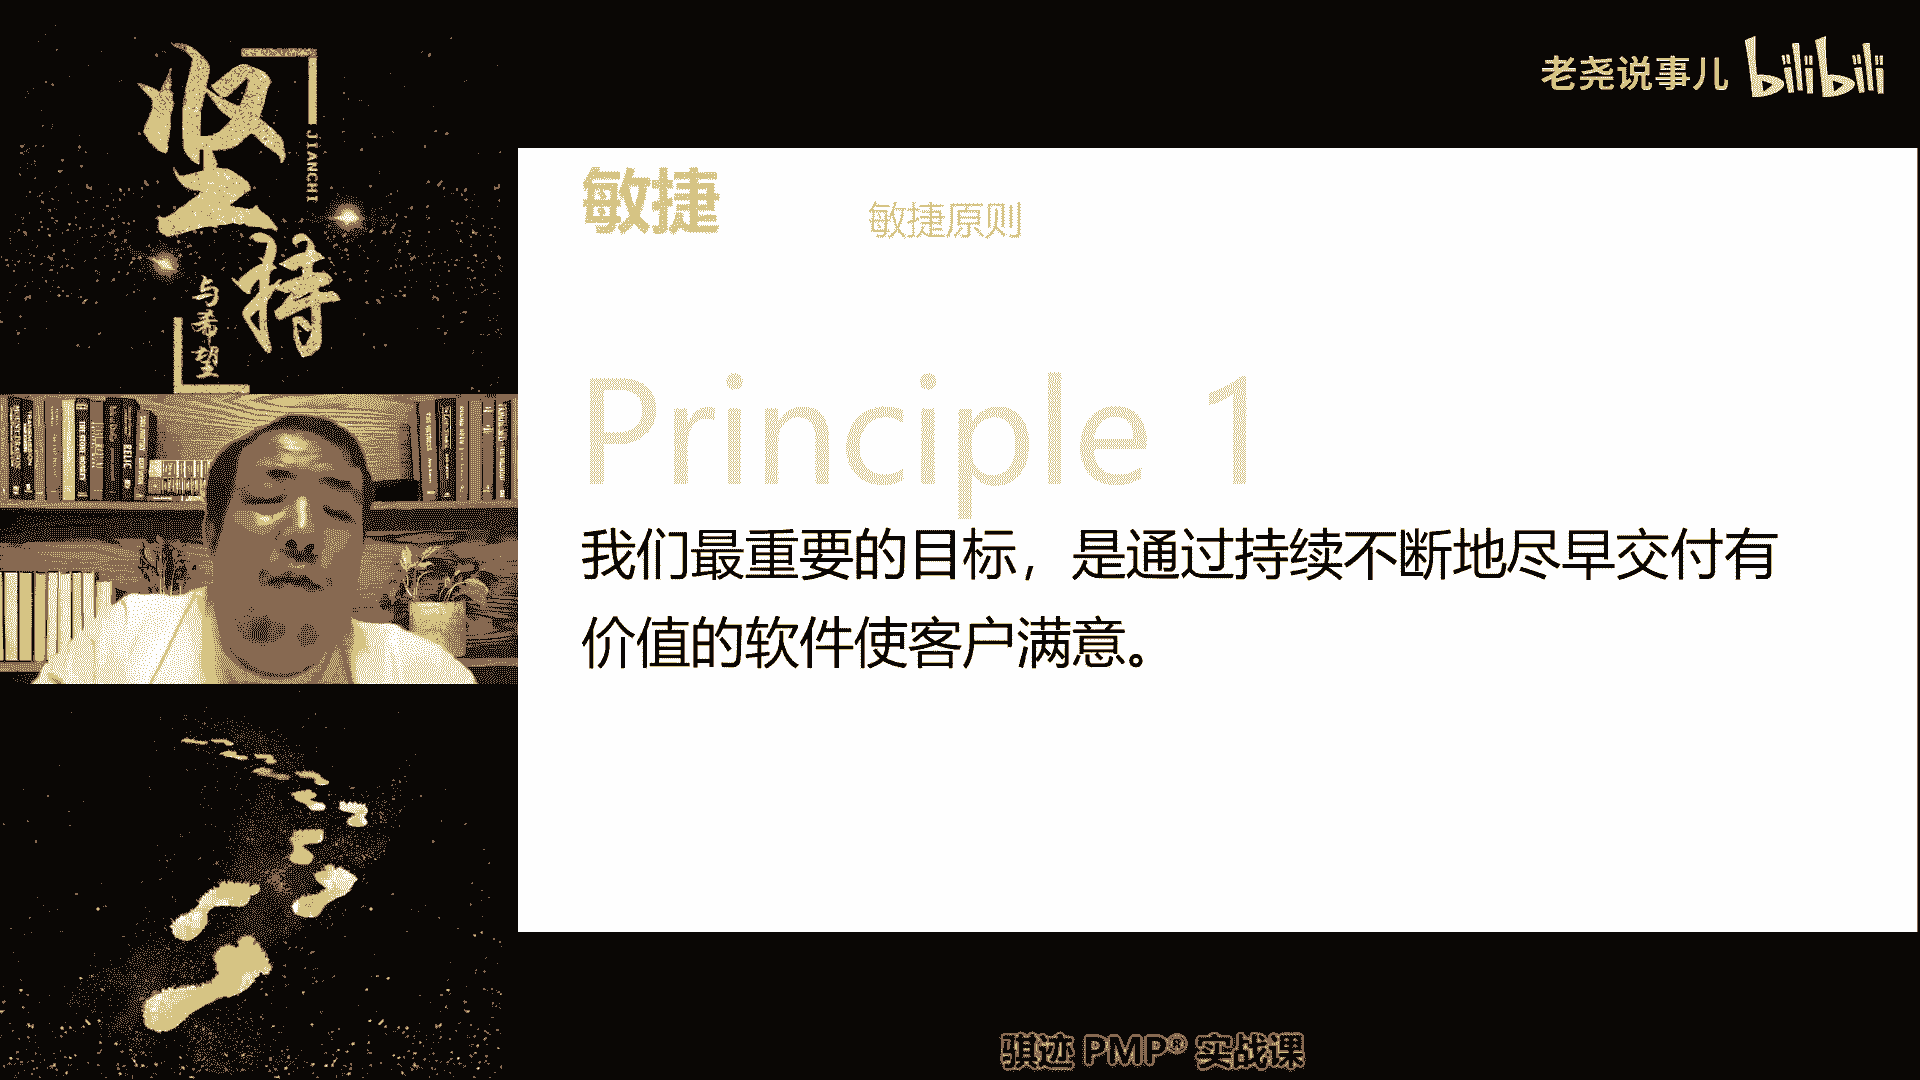 坚持
JIANCHI
与希望
老尧说事儿 bilibili
敏捷
敏捷原则
Principle 1
我们最重要的目标，是通过持续不断地尽早交付有
价值的软件使客户满意。
骐迹 PMP® 实战课